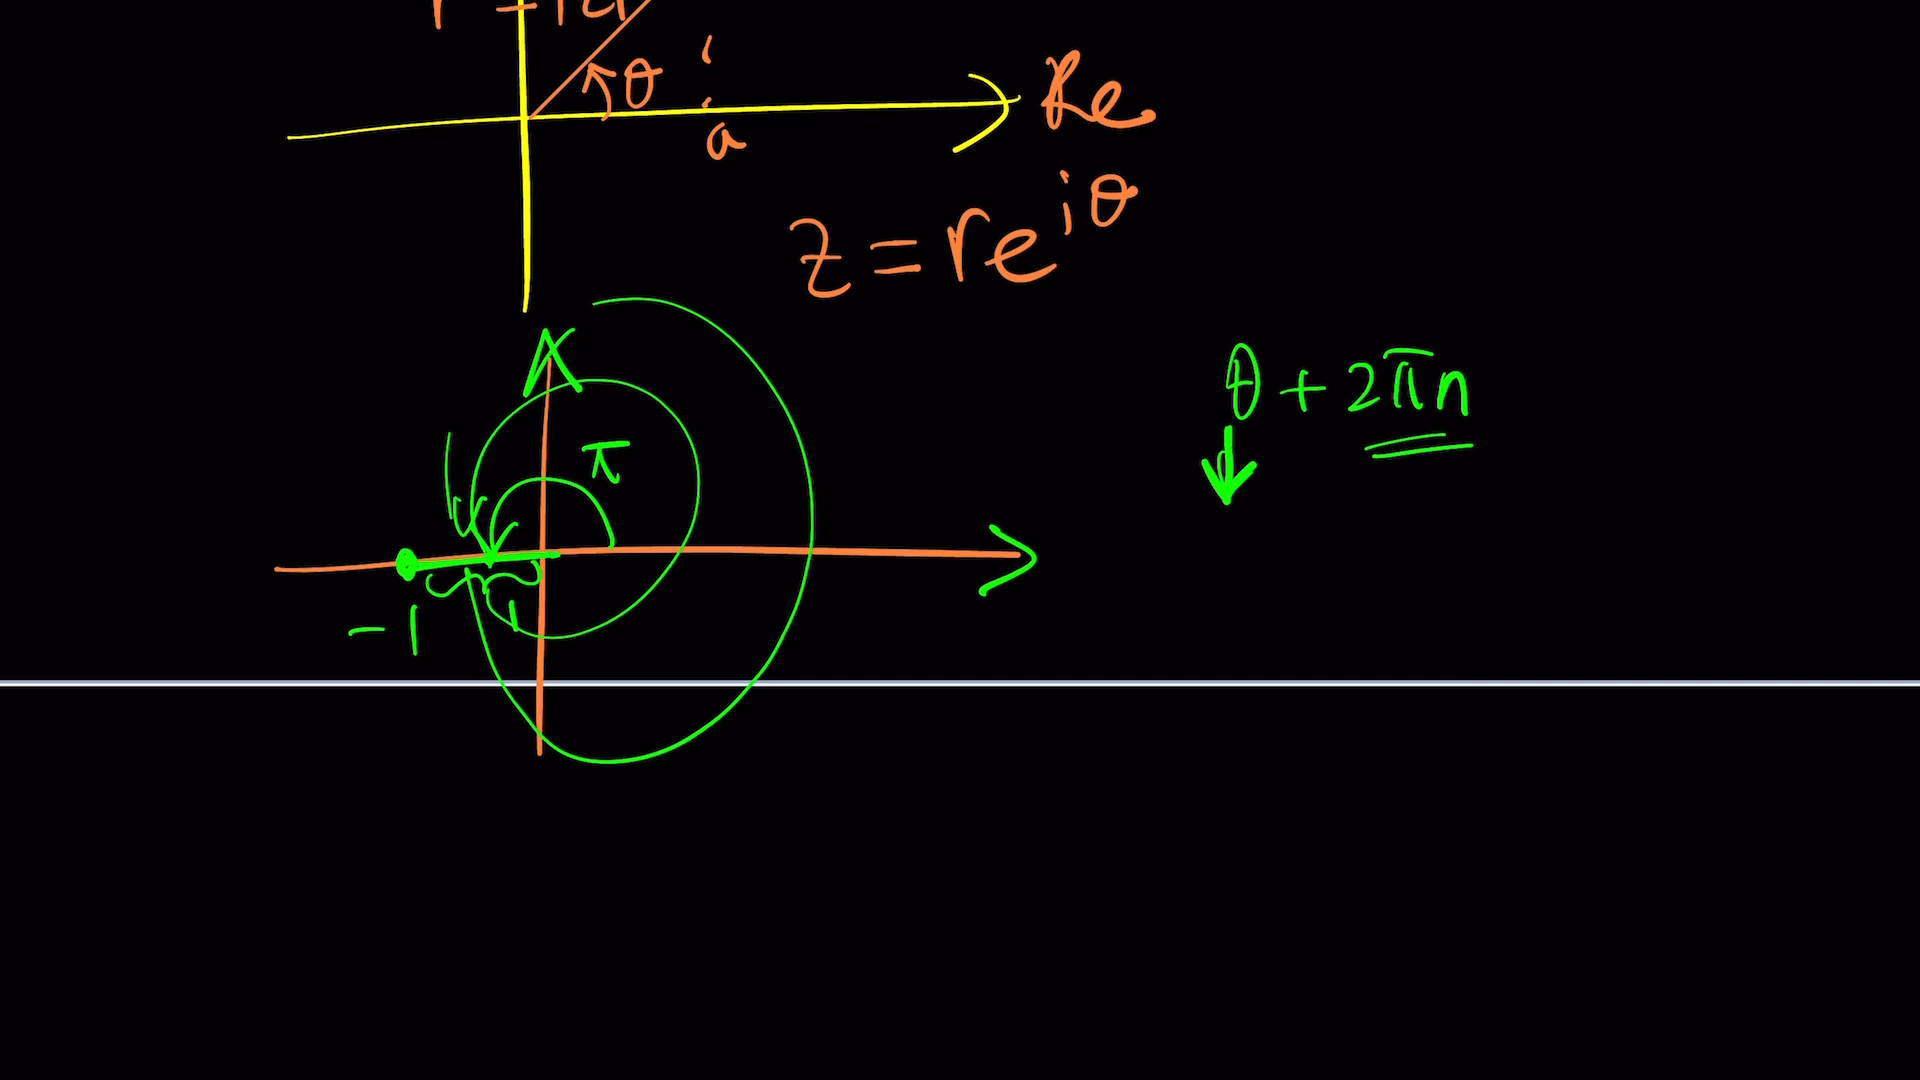 r = |z|
θ
Re
a
z = re^{iθ}
θ + 2πn
π
-1
1